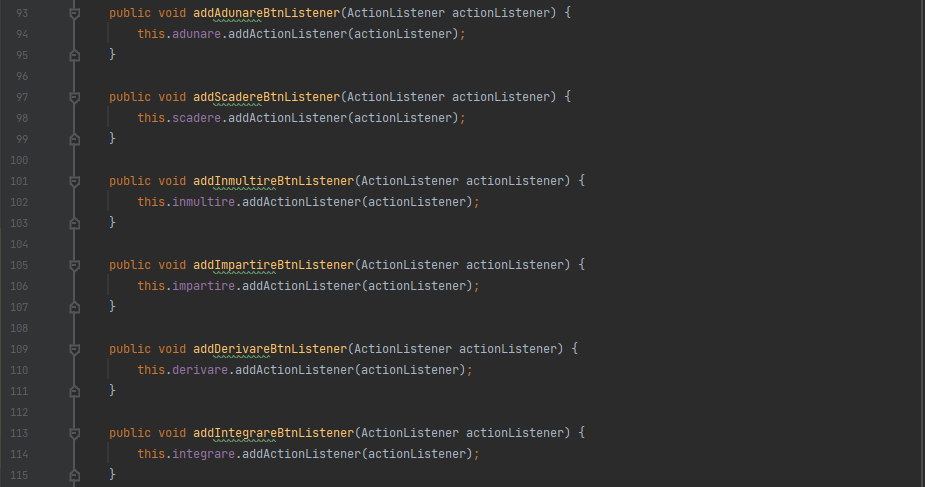 93 public void addAdunareBtnListener(ActionListener actionListener) {
94 this.adunare.addActionListener(actionListener);
95 }
96
97 public void addScadereBtnListener(ActionListener actionListener) {
98 this.scadere.addActionListener(actionListener);
99 }
100
101 public void addInmultireBtnListener(ActionListener actionListener) {
102 this.inmultire.addActionListener(actionListener);
103 }
104
105 public void addImpartireBtnListener(ActionListener actionListener) {
106 this.impartire.addActionListener(actionListener);
107 }
108
109 public void addDerivareBtnListener(ActionListener actionListener) {
110 this.derivare.addActionListener(actionListener);
111 }
112
113 public void addIntegrareBtnListener(ActionListener actionListener) {
114 this.integrare.addActionListener(actionListener);
115 }